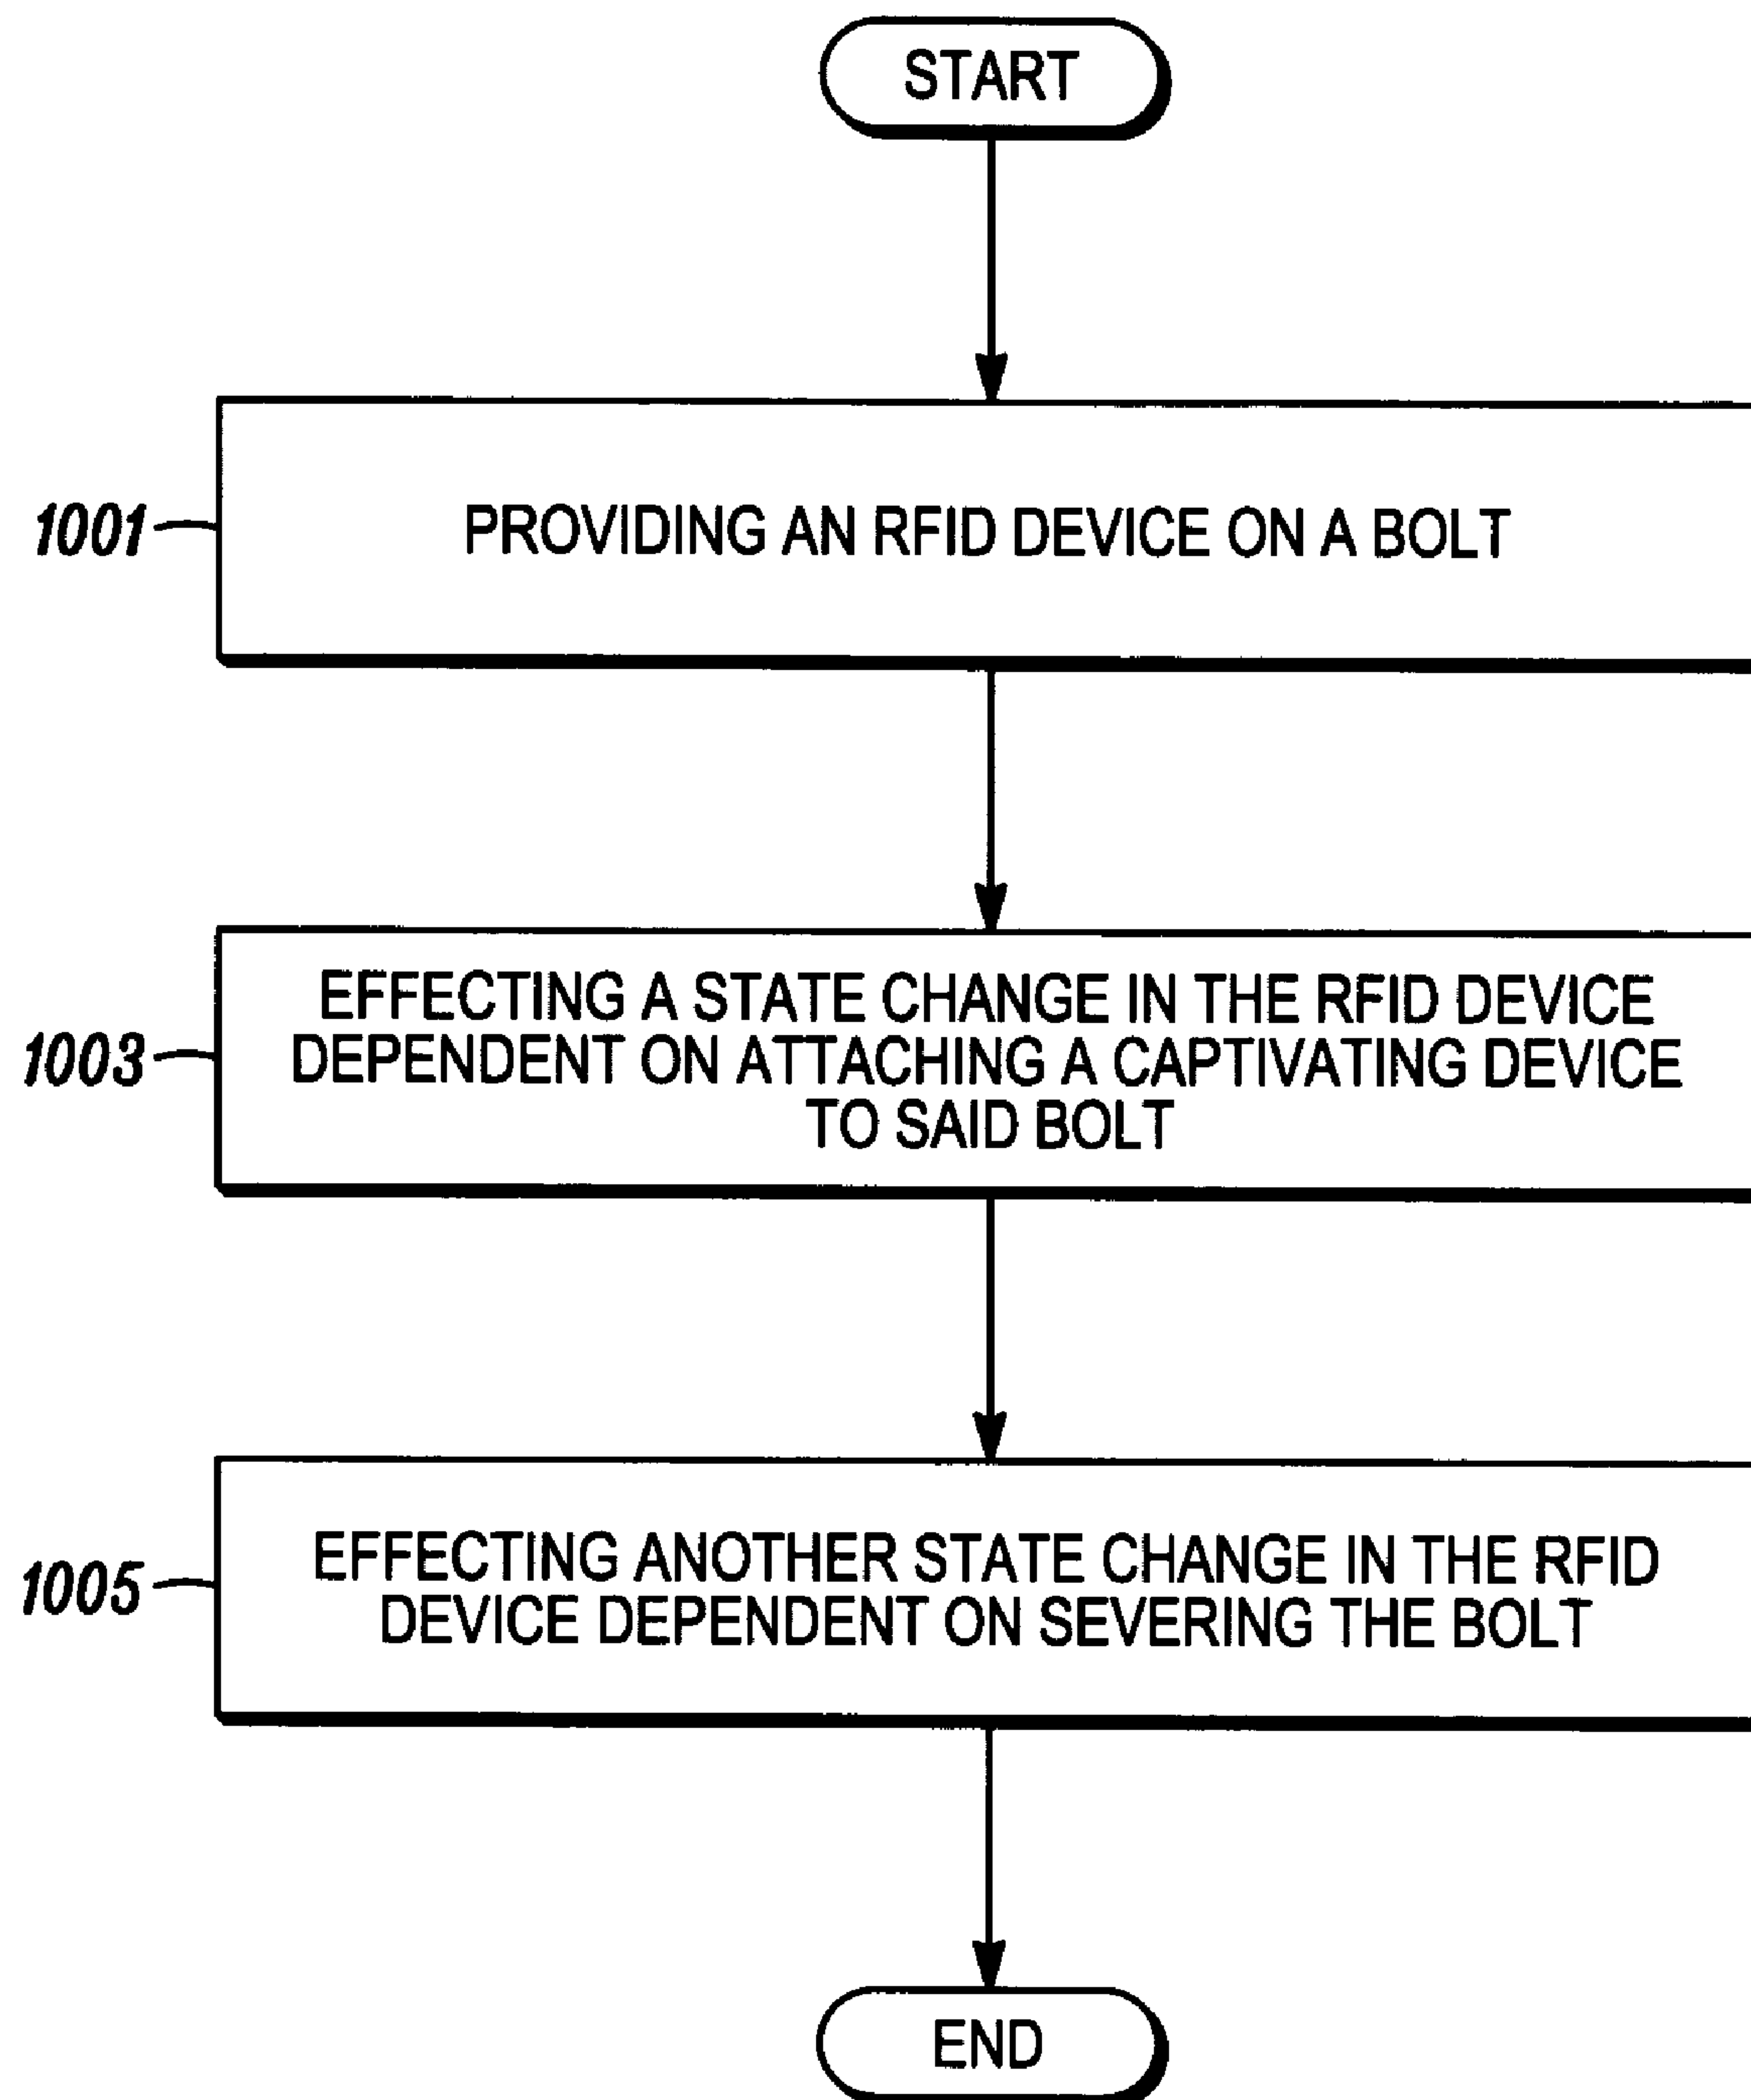 START
1001
PROVIDING AN RFID DEVICE ON A BOLT
1003
EFFECTING A STATE CHANGE IN THE RFID DEVICE
DEPENDENT ON ATTACHING A CAPTIVATING DEVICE
TO SAID BOLT
1005
EFFECTING ANOTHER STATE CHANGE IN THE RFID
DEVICE DEPENDENT ON SEVERING THE BOLT
END